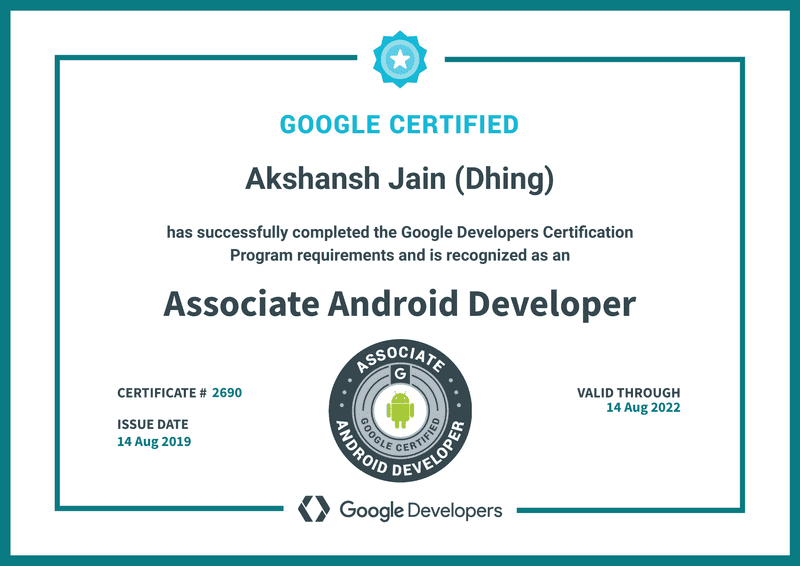 GOOGLE CERTIFIED
Akshansh Jain (Dhing)
has successfully completed the Google Developers Certification
Program requirements and is recognized as an
Associate Android Developer
CERTIFICATE # 2690
ISSUE DATE
14 Aug 2019
ASSOCIATE
G
GOOGLE CERTIFIED
ANDROID DEVELOPER
VALID THROUGH
14 Aug 2022
Google Developers